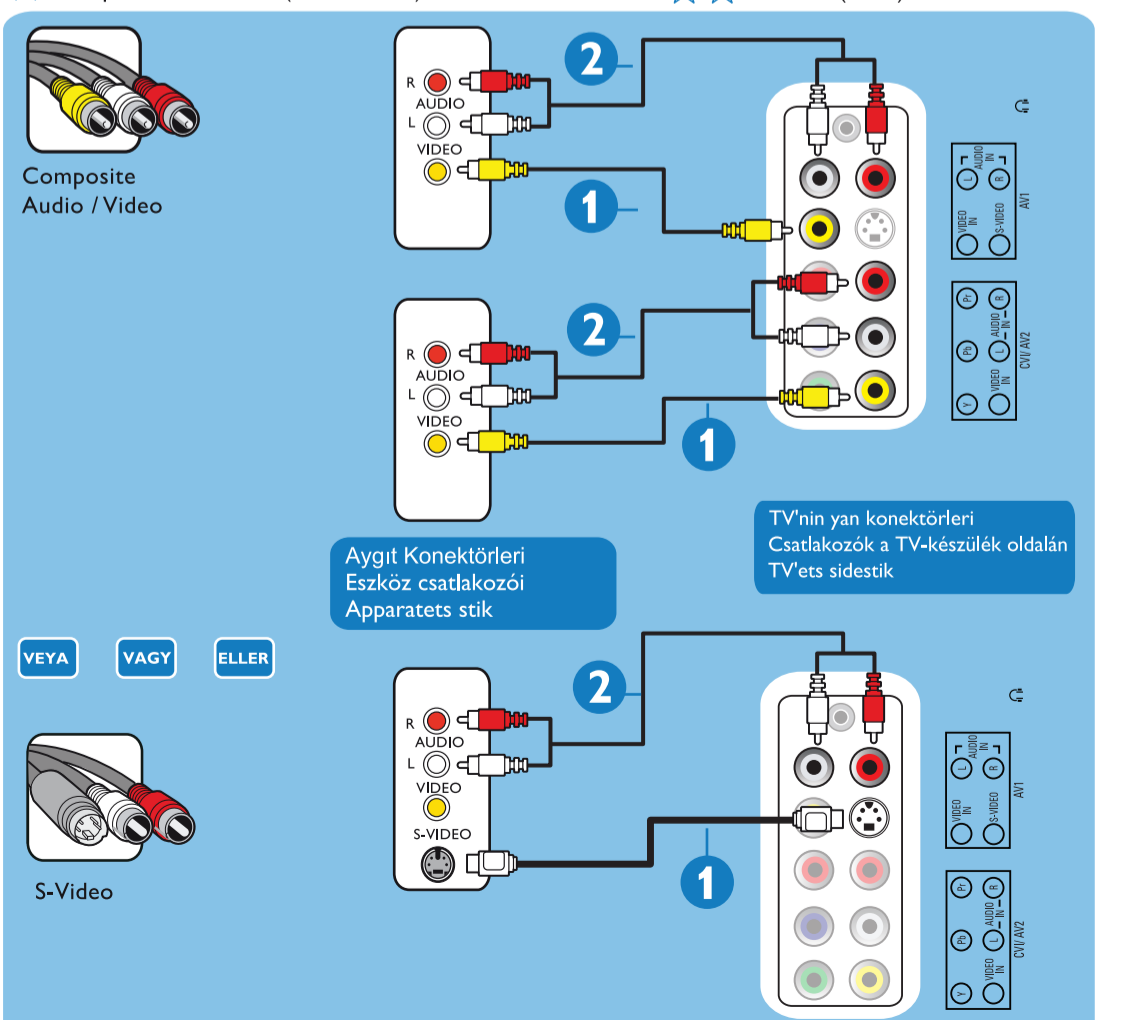 Composite
Audio / Video
R
AUDIO
L
VIDEO
2
1
AUDIO
IN
L
R
VIDEO
IN
S-VIDEO
AV1
R
AUDIO
L
VIDEO
2
1
Pr
R
Pb
L
AUDIO
IN
Y
VIDEO
IN
CVI/ AV2
Aygıt Konektörleri
Eszköz csatlakozói
Apparatets stik
TV'nin yan konektörleri
Csatlakozók a TV-készülék oldalán
TV'ets sidestik
VEYA
VAGY
ELLER
S-Video
R
AUDIO
L
VIDEO
S-VIDEO
2
1
AUDIO
IN
L
R
VIDEO
IN
S-VIDEO
AV1
Pr
R
Pb
L
AUDIO
IN
Y
VIDEO
IN
CVI/ AV2